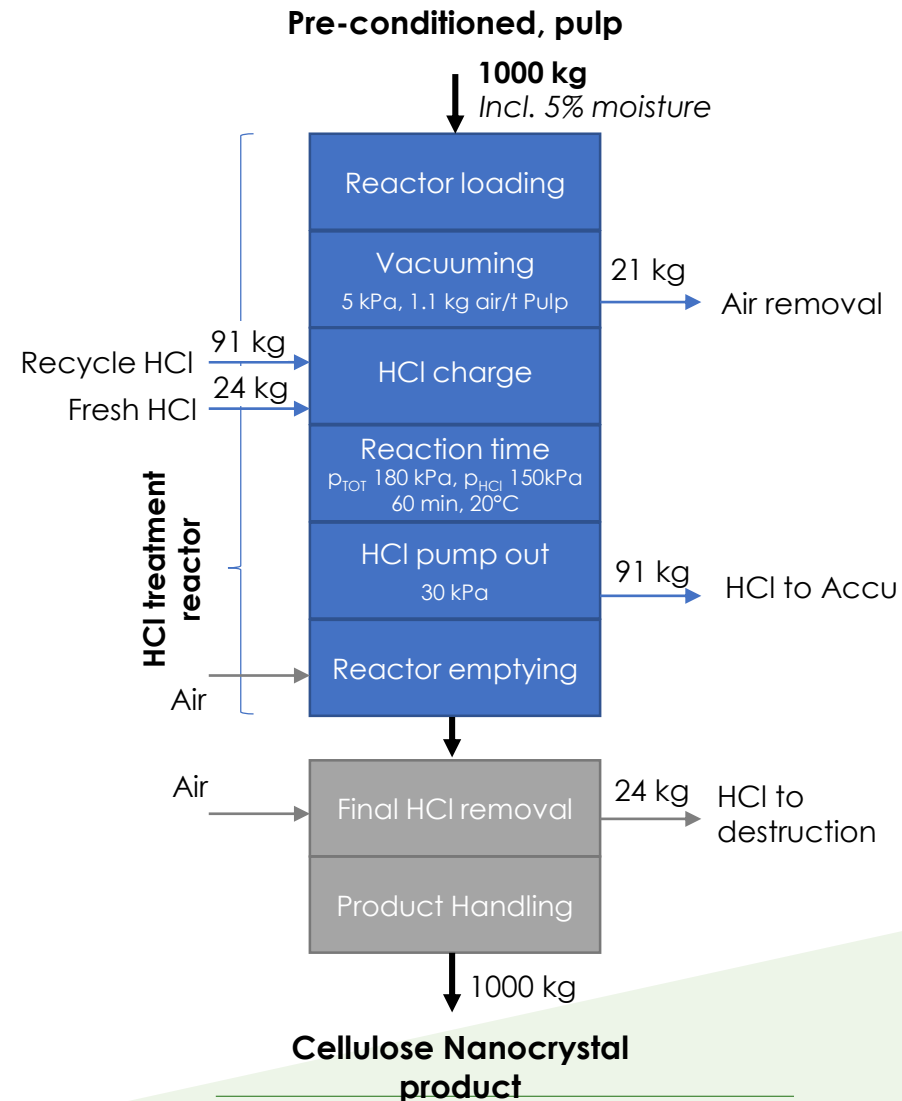 Pre-conditioned, pulp
1000 kg
Incl. 5% moisture
Reactor loading
Vacuuming
5 kPa, 1.1 kg air/t Pulp
21 kg
Air removal
Recycle HCl
91 kg
Fresh HCl
24 kg
HCl charge
Reaction time
pTOT 180 kPa, pHCl 150kPa
60 min, 20°C
HCl treatment
reactor
HCl pump out
30 kPa
91 kg
HCl to Accu
Reactor emptying
Air
Air
Final HCl removal
24 kg
HCl to
destruction
Product Handling
1000 kg
Cellulose Nanocrystal
product